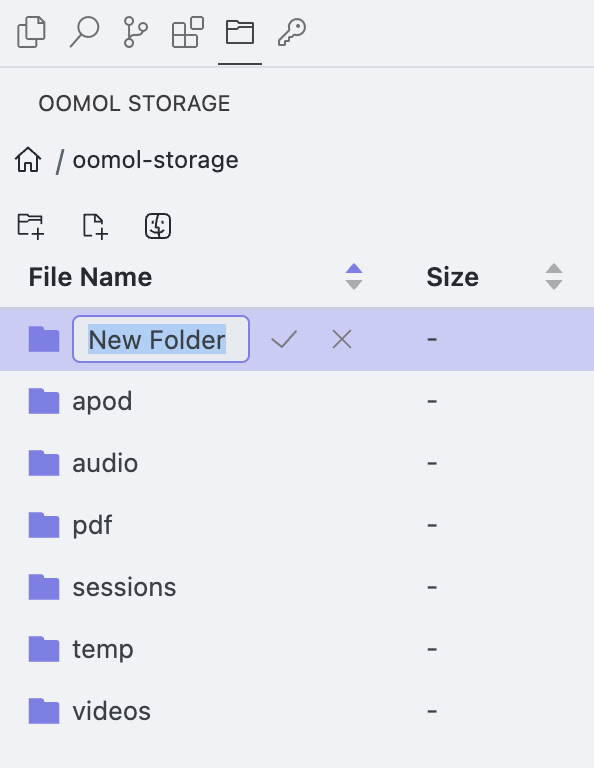 OOMOL STORAGE
/ oomol-storage
File Name Size
New Folder -
apod -
audio -
pdf -
sessions -
temp -
videos -